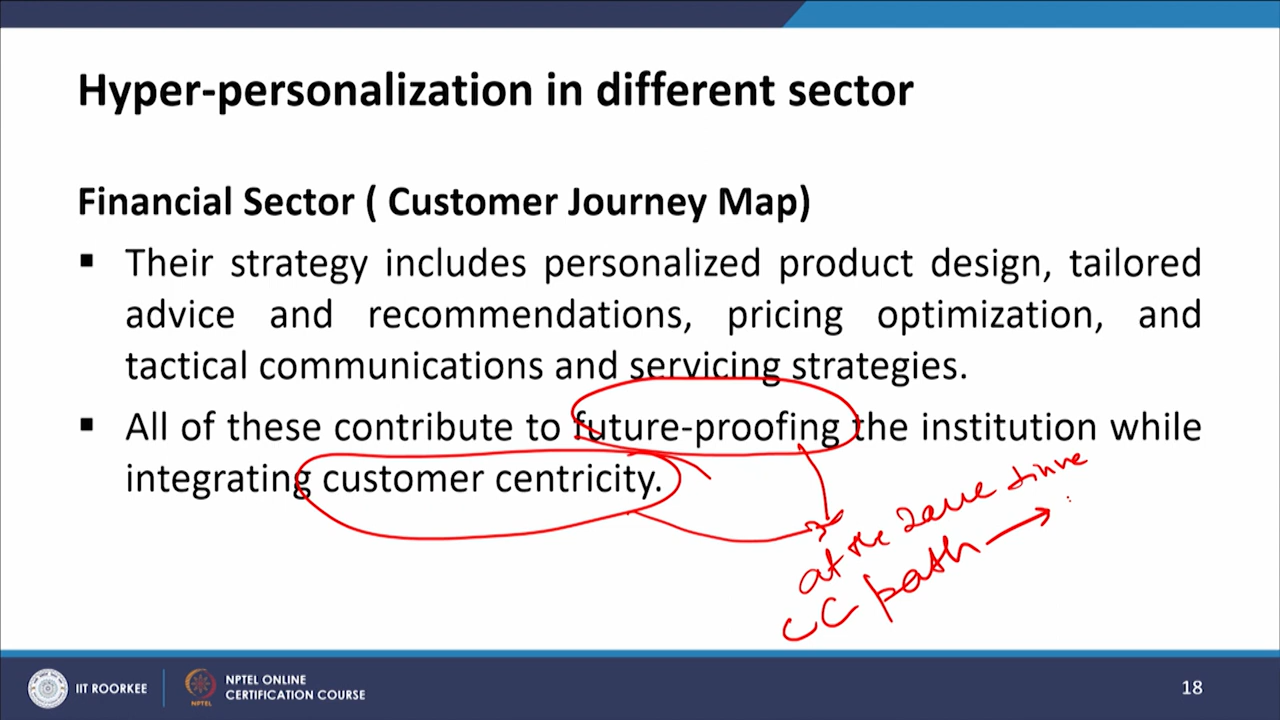 Hyper-personalization in different sector
Financial Sector ( Customer Journey Map)
▪ Their strategy includes personalized product design, tailored
advice and recommendations, pricing optimization, and
tactical communications and servicing strategies.
▪ All of these contribute to future-proofing the institution while
integrating customer centricity.
at the same time
CC path →
IIT ROORKEE
NPTEL
NPTEL ONLINE
CERTIFICATION COURSE
18